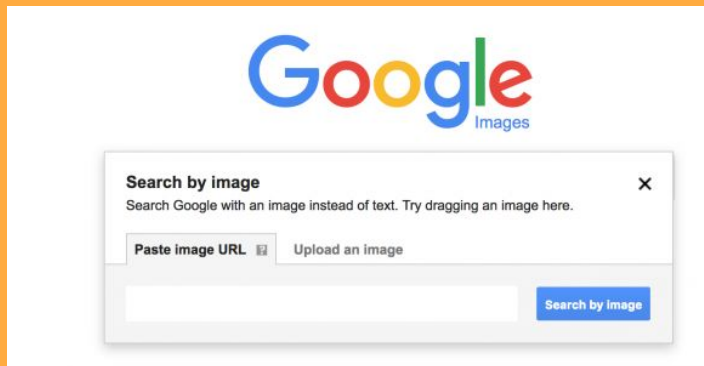 Google
Images
Search by image
Search Google with an image instead of text. Try dragging an image here.
Paste image URL ? Upload an image
Search by image